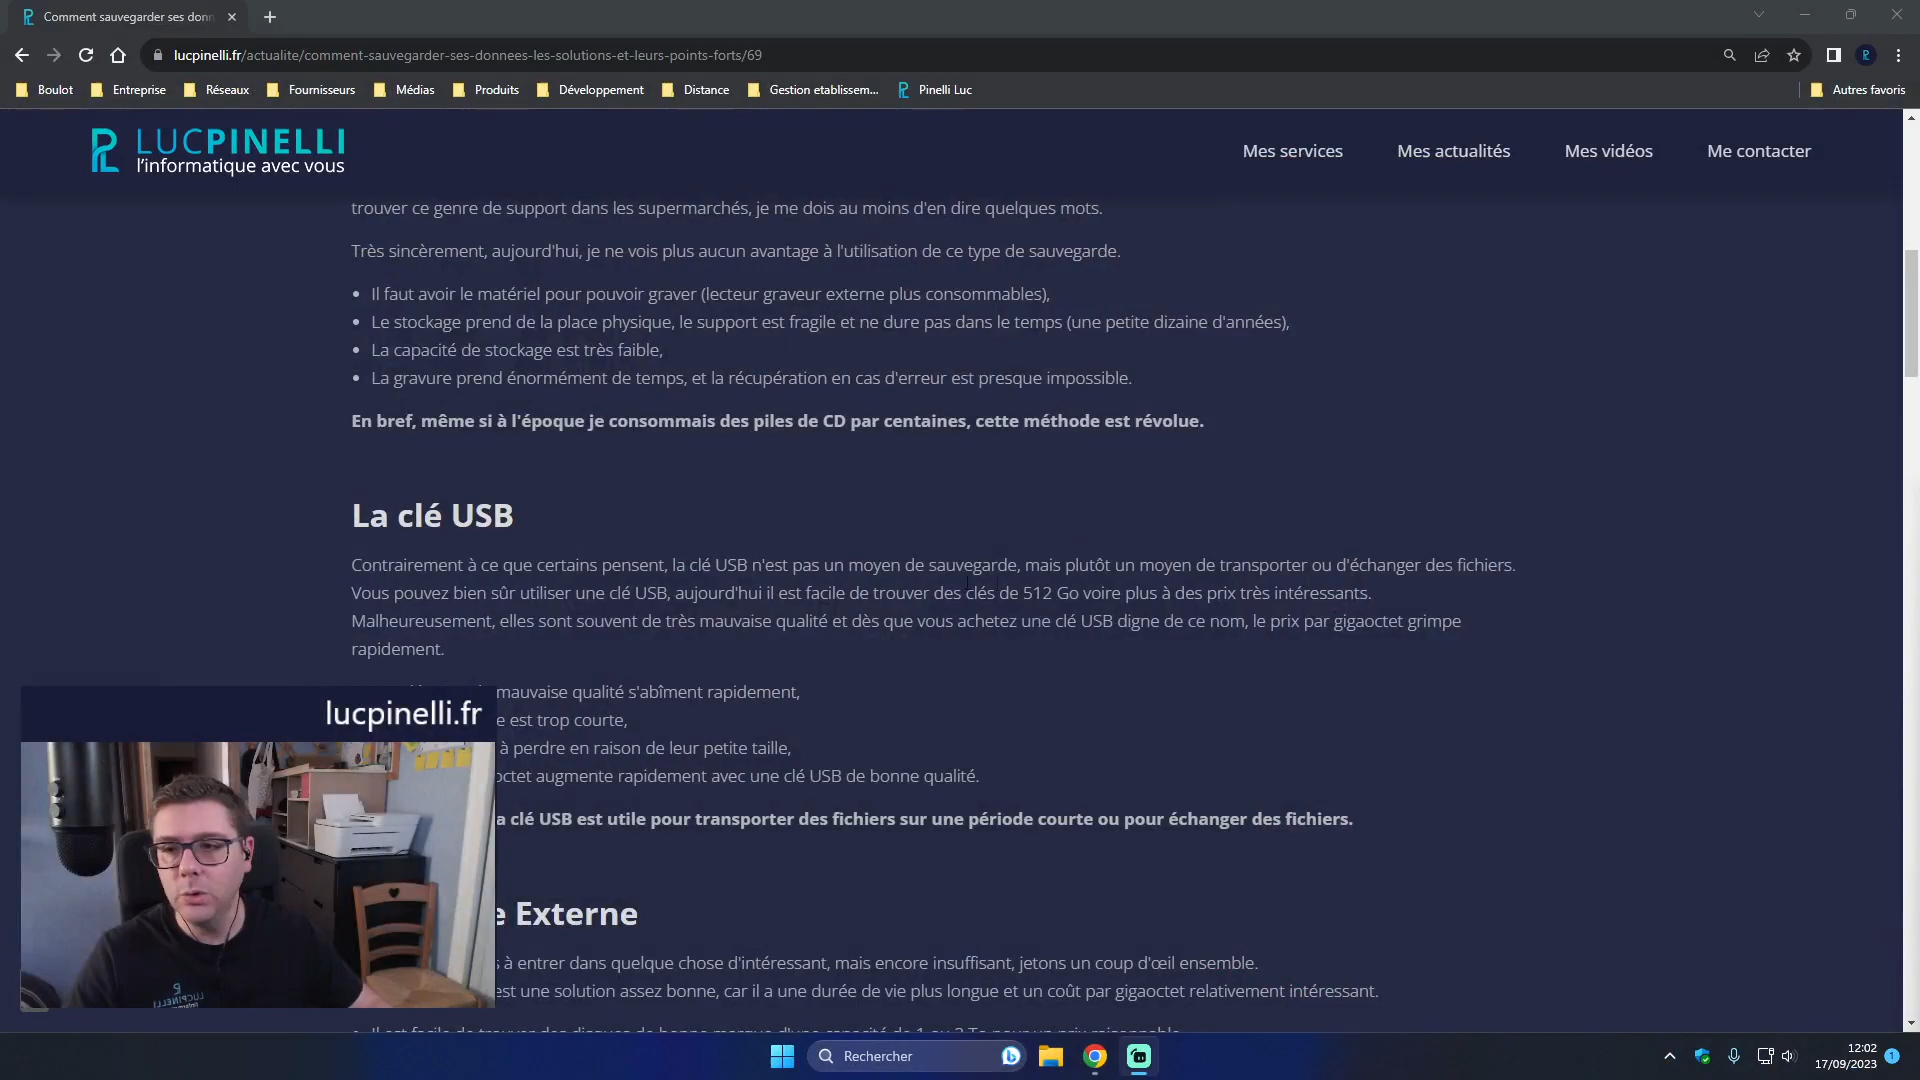 Comment sauvegarder ses donn
lucpinelli.fr/actualite/comment-sauvegarder-ses-donnees-les-solutions-et-leurs-points-forts/69
Boulot
Entreprise
Réseaux
Fournisseurs
Médias
Produits
Développement
Distance
Gestion etablissem...
Pinelli Luc
Autres favoris
LUCPINELLI
l'informatique avec vous
Mes services
Mes actualités
Mes vidéos
Me contacter
trouver ce genre de support dans les supermarchés, je me dois au moins d'en dire quelques mots.
Très sincèrement, aujourd'hui, je ne vois plus aucun avantage à l'utilisation de ce type de sauvegarde.
• Il faut avoir le matériel pour pouvoir graver (lecteur graveur externe plus consommables),
• Le stockage prend de la place physique, le support est fragile et ne dure pas dans le temps (une petite dizaine d'années),
• La capacité de stockage est très faible,
• La gravure prend énormément de temps, et la récupération en cas d'erreur est presque impossible.
En bref, même si à l'époque je consommais des piles de CD par centaines, cette méthode est révolue.
La clé USB
Contrairement à ce que certains pensent, la clé USB n'est pas un moyen de sauvegarde, mais plutôt un moyen de transporter ou d'échanger des fichiers.
Vous pouvez bien sûr utiliser une clé USB, aujourd'hui il est facile de trouver des clés de 512 Go voire plus à des prix très intéressants.
Malheureusement, elles sont souvent de très mauvaise qualité et dès que vous achetez une clé USB digne de ce nom, le prix par gigaoctet grimpe
rapidement.
mauvaise qualité s'abîment rapidement,
e est trop courte,
à perdre en raison de leur petite taille,
octet augmente rapidement avec une clé USB de bonne qualité.
a clé USB est utile pour transporter des fichiers sur une période courte ou pour échanger des fichiers.
e Externe
s à entrer dans quelque chose d'intéressant, mais encore insuffisant, jetons un coup d'œil ensemble.
est une solution assez bonne, car il a une durée de vie plus longue et un coût par gigaoctet relativement intéressant.
lucpinelli.fr
Rechercher
12:02
17/09/2023
1